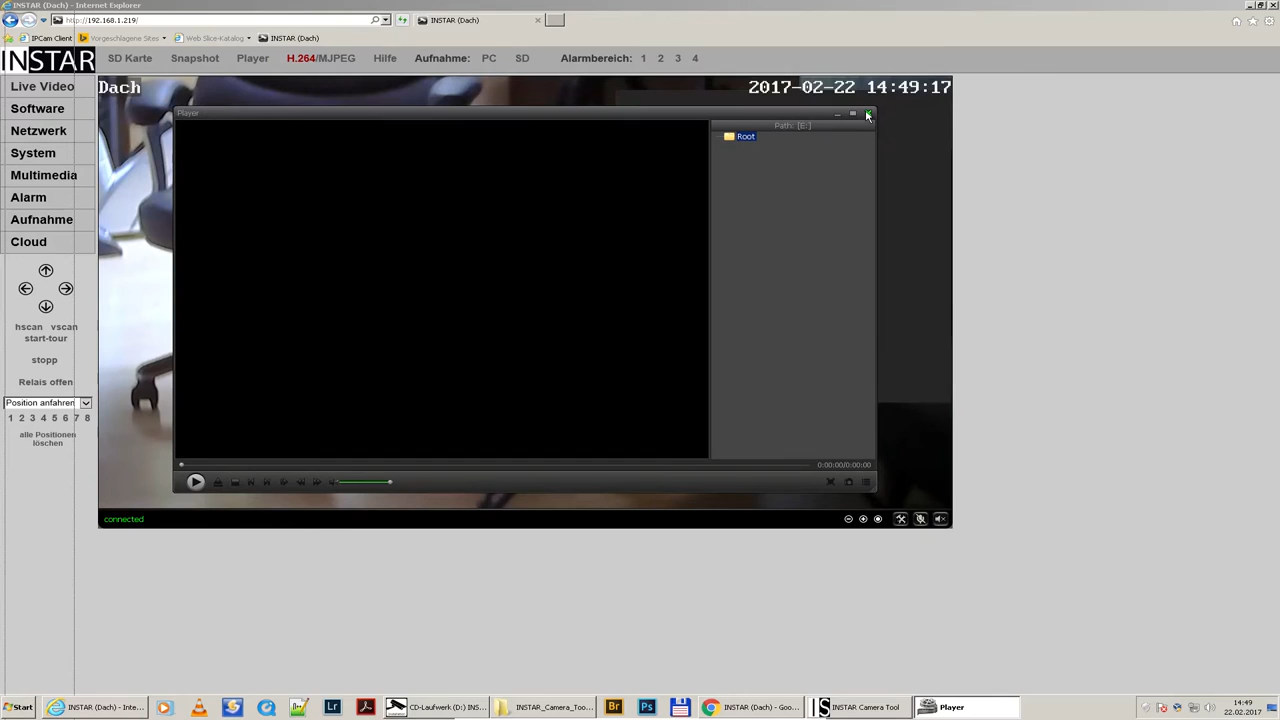 INSTAR (Dach) - Internet Explorer
http://192.168.1.219/
INSTAR (Dach)
IPCam Client Vorgeschlagene Sites Web Slice-Katalog INSTAR (Dach)
INSTAR SD Karte Snapshot Player H.264/MJPEG Hilfe Aufnahme: PC SD Alarmbereich: 1 2 3 4
Live Video
Software
Netzwerk
System
Multimedia
Alarm
Aufnahme
Cloud
hscan vscan
start-tour
stopp
Relais offen
Position anfahren
1 2 3 4 5 6 7 8
alle Positionen
löschen
Dach 2017-02-22 14:49:17
Player
Path: [E:]
Root
0:00:00/0:00:00
connected
Start INSTAR (Dach) - Inte... Lr CD-Laufwerk (D:) INS... INSTAR_Camera_Too... Br Ps INSTAR (Dach) - Goo... INSTAR Camera Tool Player
14:49
22.02.2017